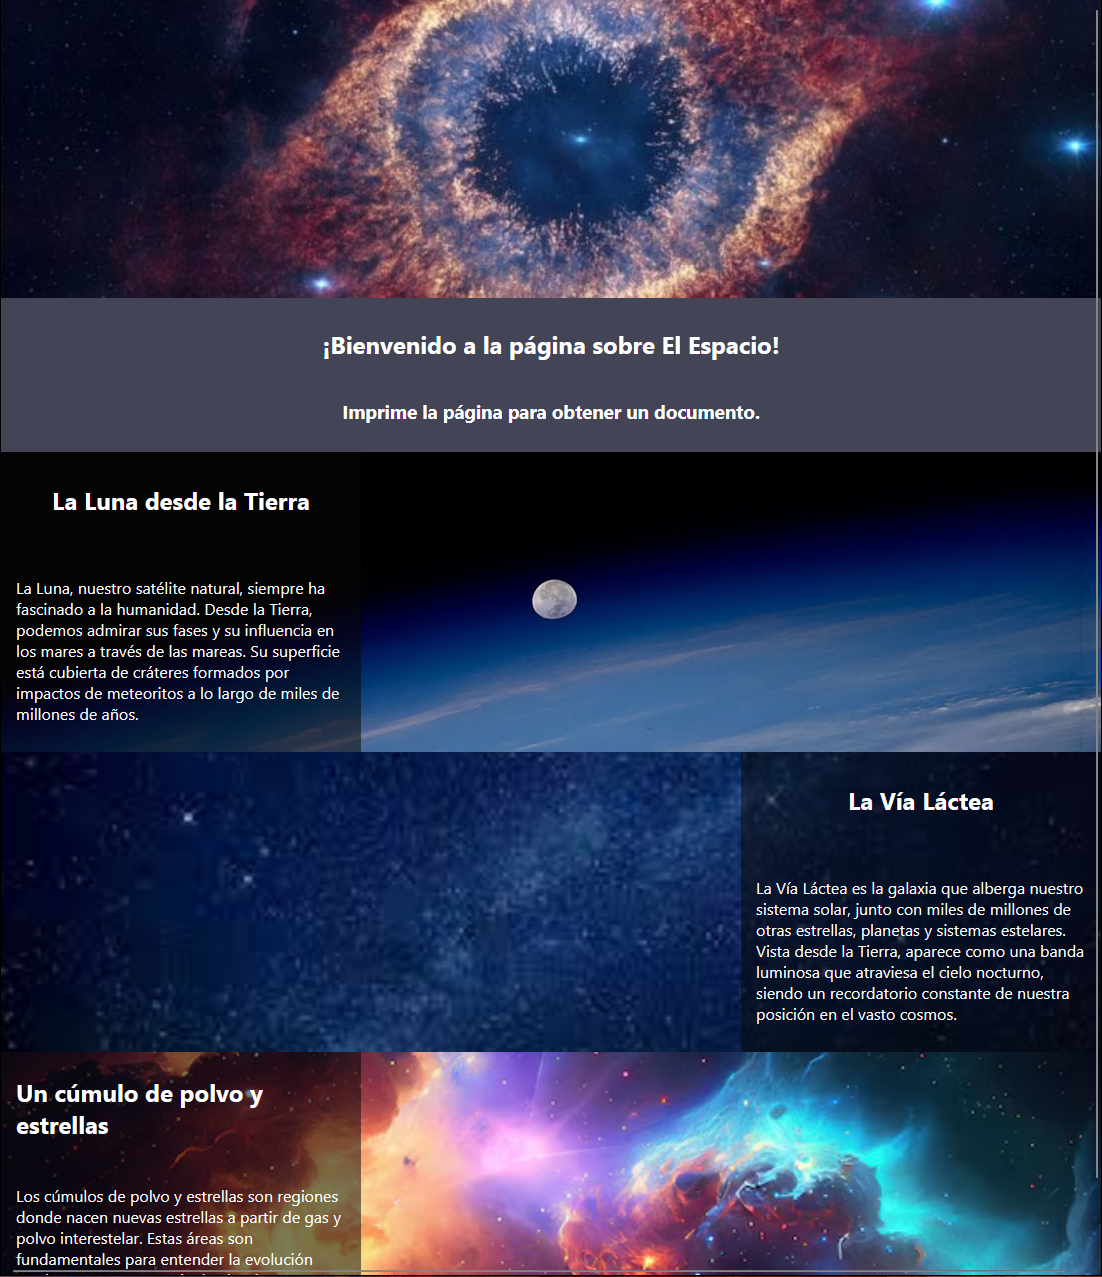 ¡Bienvenido a la página sobre El Espacio!
Imprime la página para obtener un documento.
La Luna desde la Tierra
La Luna, nuestro satélite natural, siempre ha
fascinado a la humanidad. Desde la Tierra,
podemos admirar sus fases y su influencia en
los mares a través de las mareas. Su superficie
está cubierta de cráteres formados por
impactos de meteoritos a lo largo de miles de
millones de años.
La Vía Láctea
La Vía Láctea es la galaxia que alberga nuestro
sistema solar, junto con miles de millones de
otras estrellas, planetas y sistemas estelares.
Vista desde la Tierra, aparece como una banda
luminosa que atraviesa el cielo nocturno,
siendo un recordatorio constante de nuestra
posición en el vasto cosmos.
Un cúmulo de polvo y
estrellas
Los cúmulos de polvo y estrellas son regiones
donde nacen nuevas estrellas a partir de gas y
polvo interestelar. Estas áreas son
fundamentales para entender la evolución